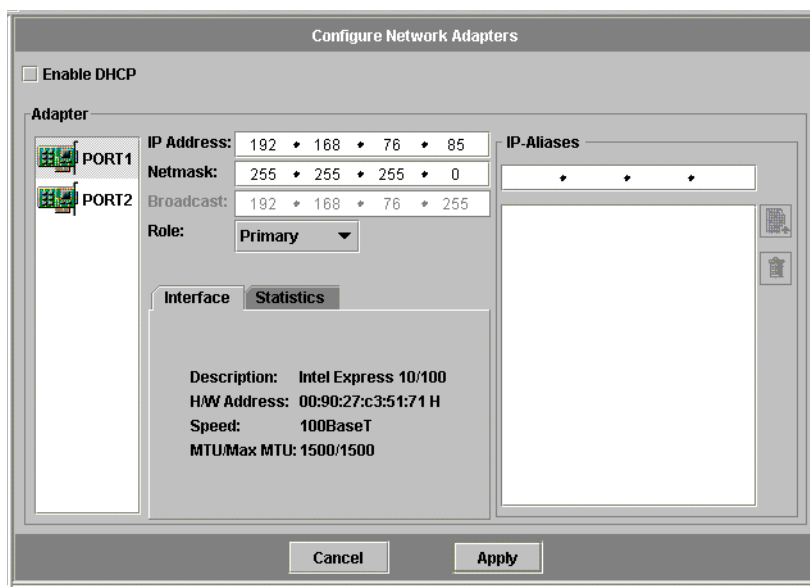 Configure Network Adapters
Enable DHCP
Adapter
PORT1
PORT2
IP Address: 192 . 168 . 76 . 85
Netmask: 255 . 255 . 255 . 0
Broadcast: 192 . 168 . 76 . 255
Role: Primary
Interface Statistics
Description: Intel Express 10/100
H/W Address: 00:90:27:c3:51:71 H
Speed: 100BaseT
MTU/Max MTU: 1500/1500
IP-Aliases
. . .
Cancel Apply